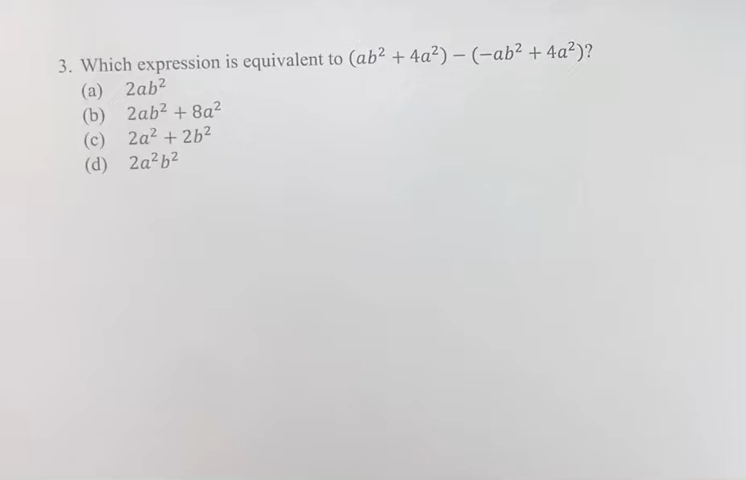 3. Which expression is equivalent to (ab² + 4a²) − (−ab² + 4a²)?
(a) 2ab²
(b) 2ab² + 8a²
(c) 2a² + 2b²
(d) 2a²b²